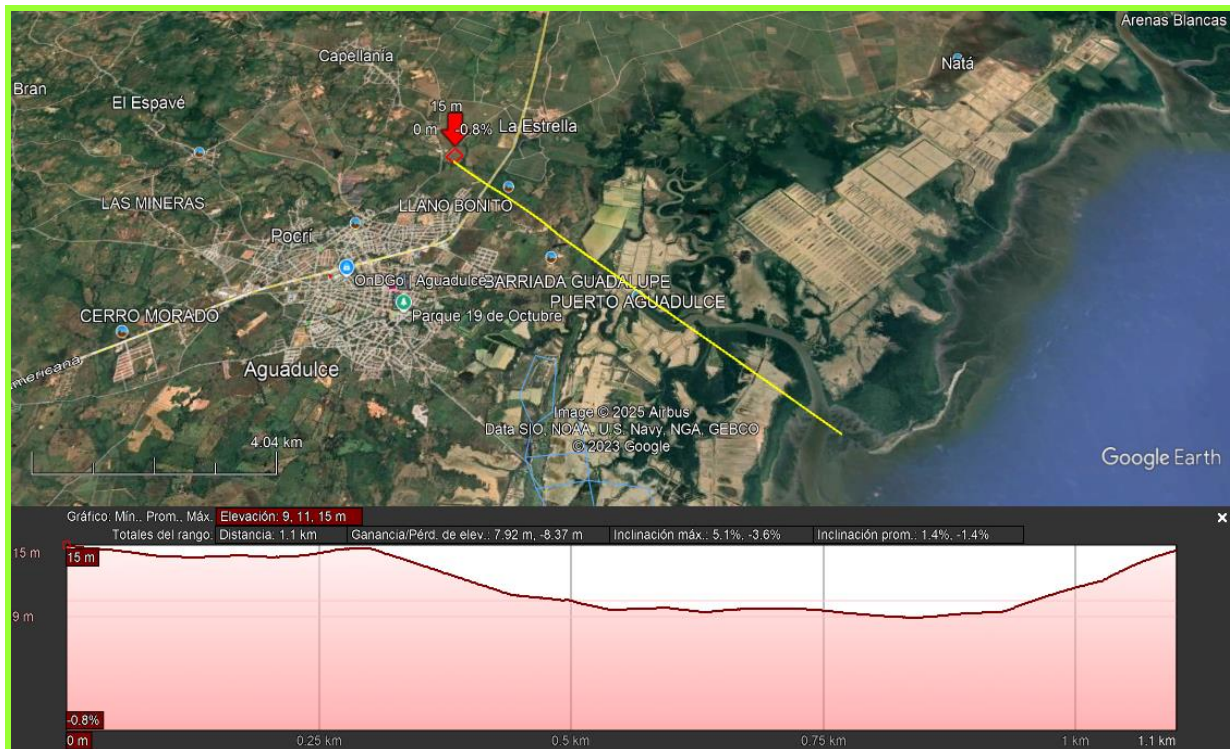 Arenas Blancas
Capellanía
Natá
Bran
El Espavé
15 m
0 m -0.8%
La Estrella
LAS MINERAS
LLANO BONITO
Pocrí
OnDGo | Aguadulce
BARRIADA GUADALUPE
PUERTO AGUADULCE
CERRO MORADO
Parque 19 de Octubre
mericana
Aguadulce
Image © 2025 Airbus
Data SIO, NOAA, U.S. Navy, NGA, GEBCO
© 2023 Google
4.04 km
Google Earth
Gráfico: Mín., Prom., Máx. Elevación: 9, 11, 15 m
Totales del rango: Distancia: 1.1 km Ganancia/Pérd. de elev.: 7.92 m, -8.37 m Inclinación máx.: 5.1%, -3.6% Inclinación prom.: 1.4%, -1.4%
15 m
15 m
9 m
-0.8%
0 m 0.25 km 0.5 km 0.75 km 1 km 1.1 km